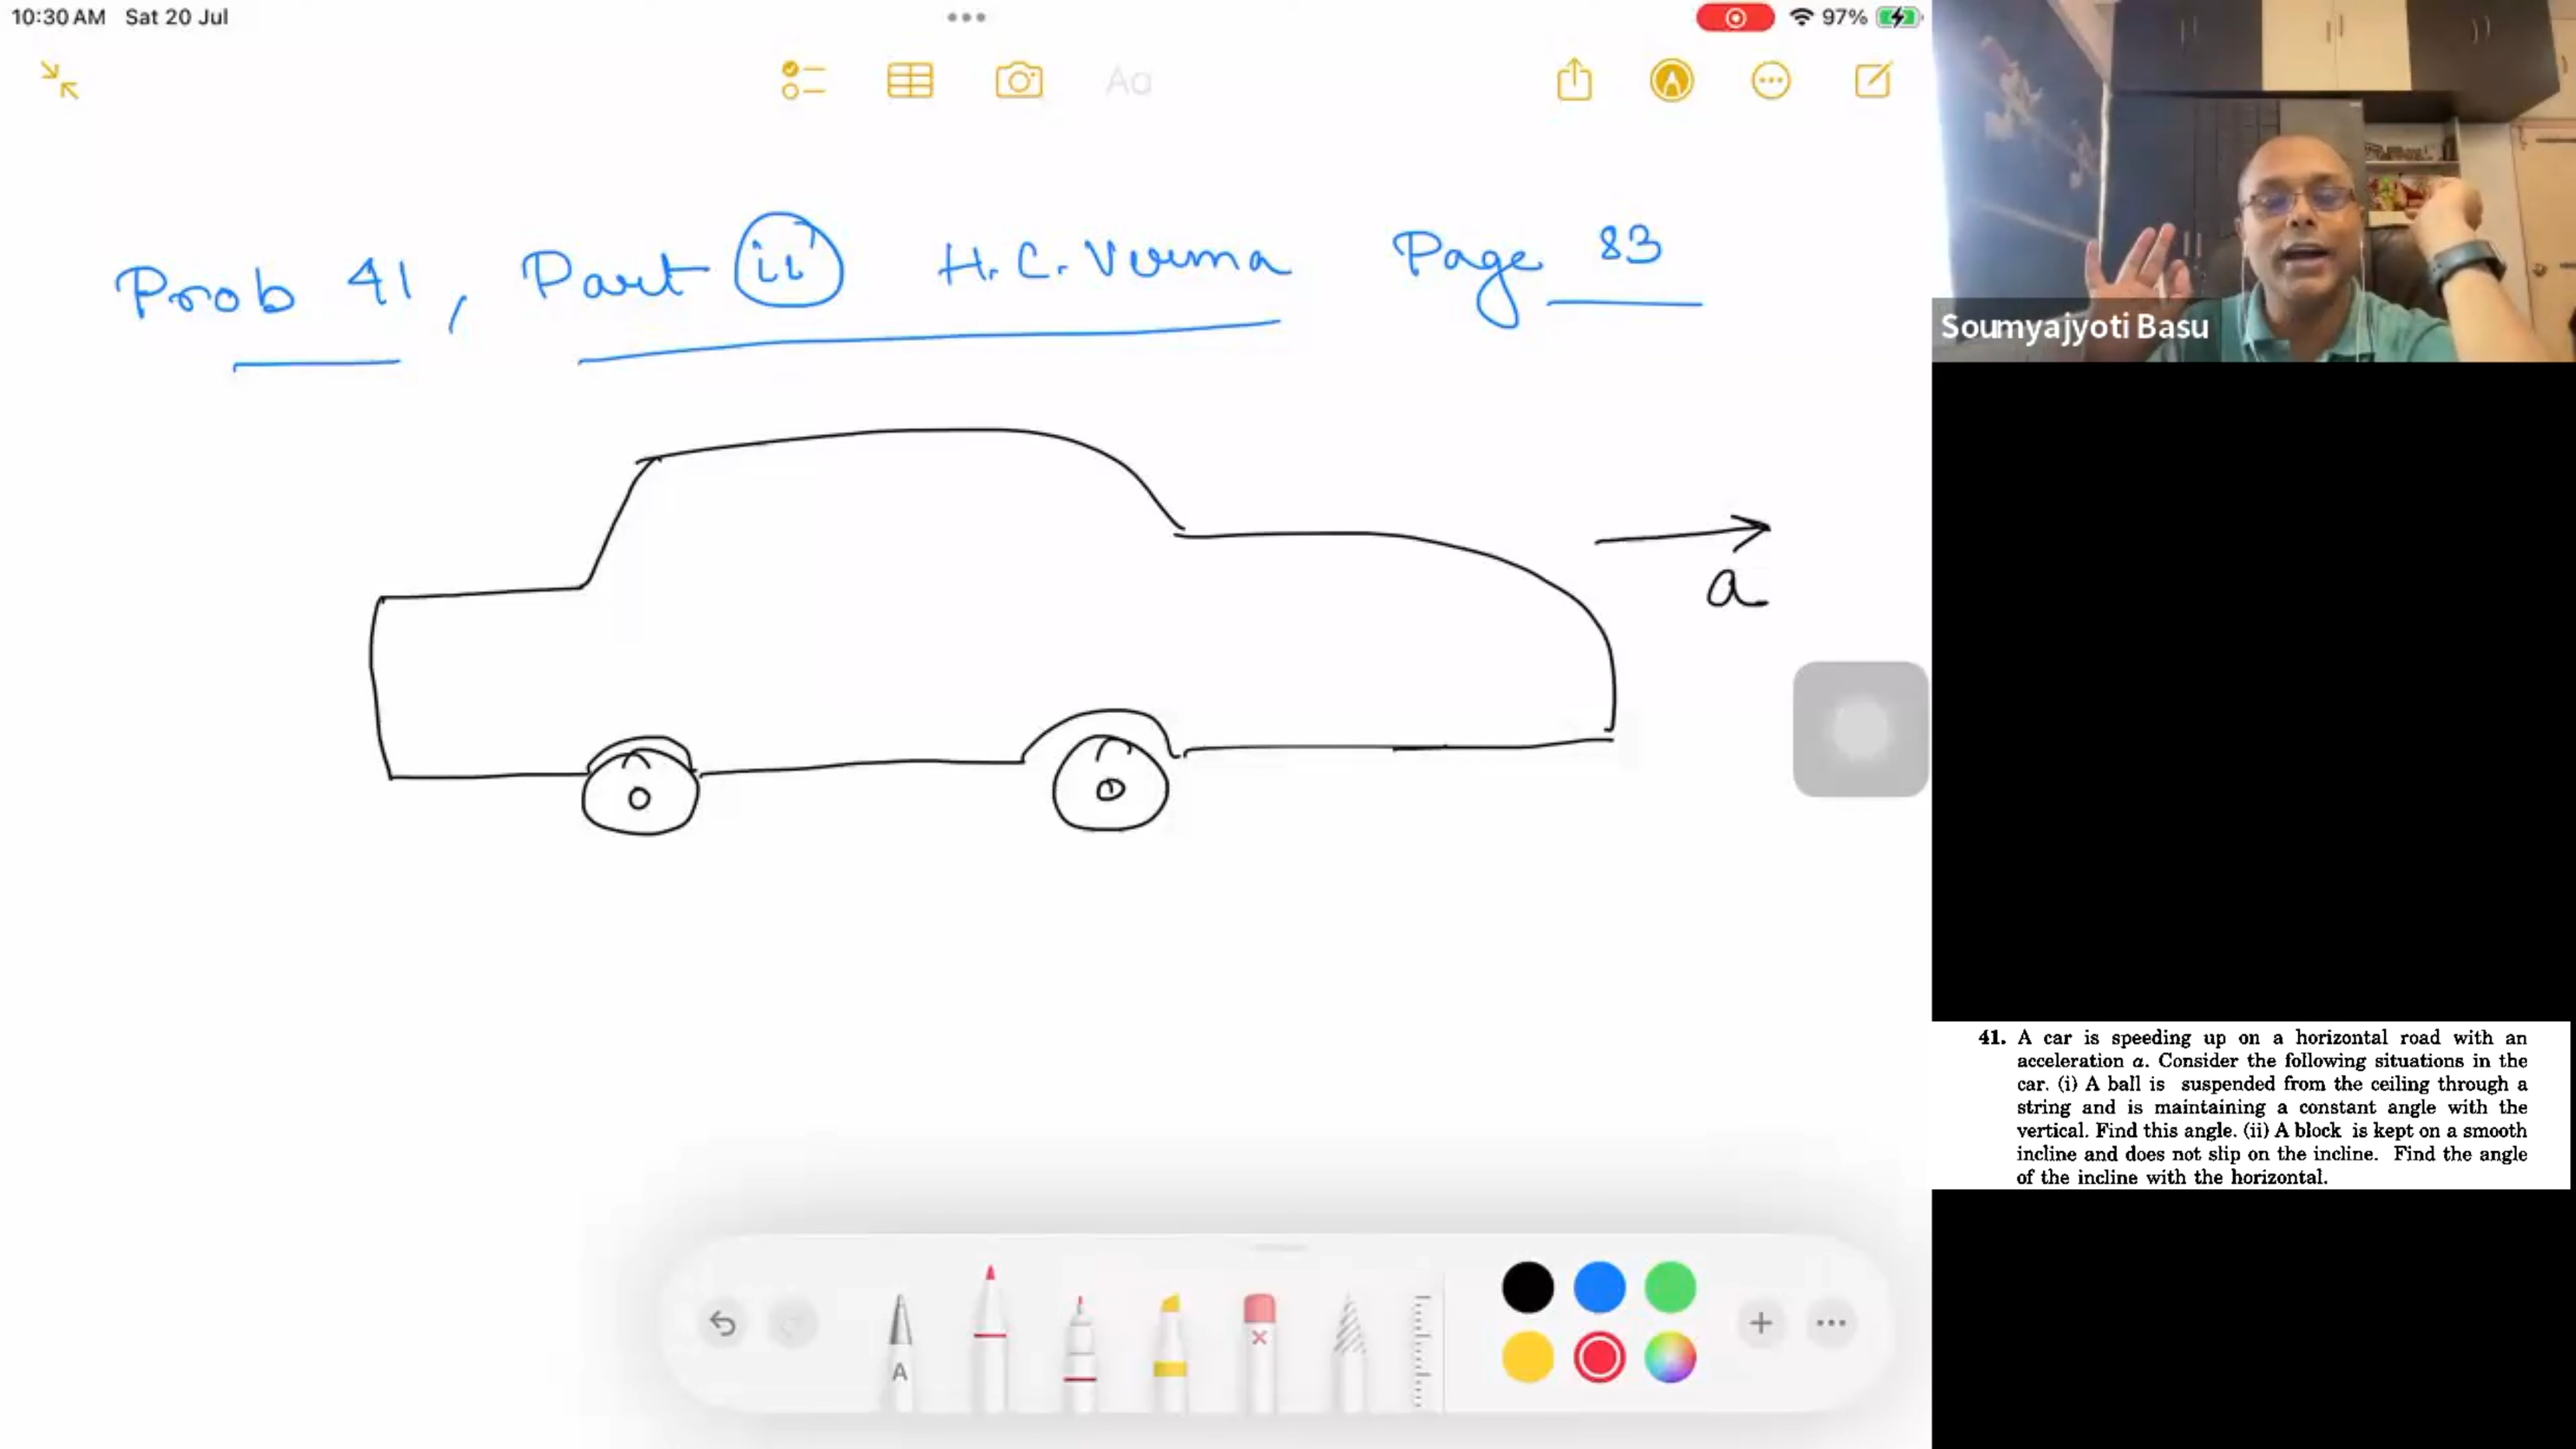 10:30 AM Sat 20 Jul
97%
Aa
Prob 41, Part ii H.C. Verma Page 83
Soumyajyoti Basu
a
A
41. A car is speeding up on a horizontal road with an
acceleration a. Consider the following situations in the
car. (i) A ball is suspended from the ceiling through a
string and is maintaining a constant angle with the
vertical. Find this angle. (ii) A block is kept on a smooth
incline and does not slip on the incline. Find the angle
of the incline with the horizontal.